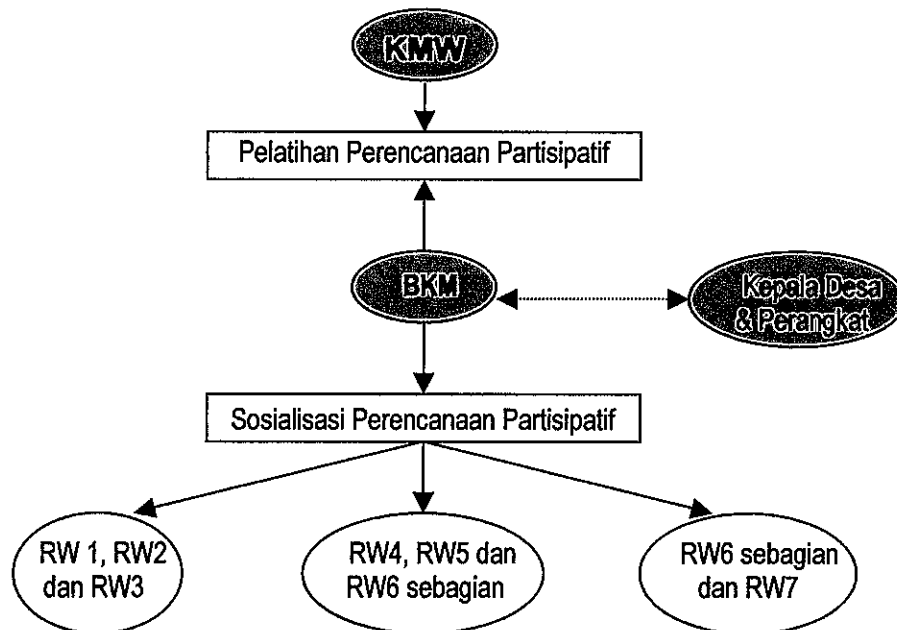 KMW
Pelatihan Perencanaan Partisipatif
BKM
Kepala Desa
& Perangkat
Sosialisasi Perencanaan Partisipatif
RW 1, RW2
dan RW3
RW4, RW5 dan
RW6 sebagian
RW6 sebagian
dan RW7